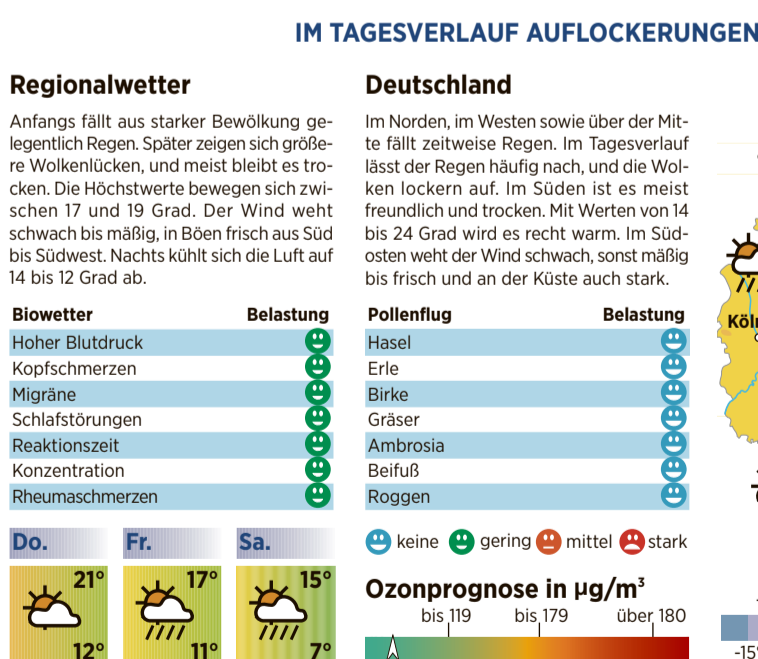 IM TAGESVERLAUF AUFLOCKERUNGEN
Regionalwetter
Anfangs fällt aus starker Bewölkung ge-
legentlich Regen. Später zeigen sich größe-
re Wolkenlücken, und meist bleibt es tro-
cken. Die Höchstwerte bewegen sich zwi-
schen 17 und 19 Grad. Der Wind weht
schwach bis mäßig, in Böen frisch aus Süd
bis Südwest. Nachts kühlt sich die Luft auf
14 bis 12 Grad ab.
Biowetter Belastung
Hoher Blutdruck
Kopfschmerzen
Migräne
Schlafstörungen
Reaktionszeit
Konzentration
Rheumaschmerzen
Do. Fr. Sa.
21° 17° 15°
12° 11° 7°
Deutschland
Im Norden, im Westen sowie über der Mit-
te fällt zeitweise Regen. Im Tagesverlauf
lässt der Regen häufig nach, und die Wol-
ken lockern auf. Im Süden ist es meist
freundlich und trocken. Mit Werten von 14
bis 24 Grad wird es recht warm. Im Süd-
osten weht der Wind schwach, sonst mäßig
bis frisch und an der Küste auch stark.
Pollenflug Belastung
Hasel
Erle
Birke
Gräser
Ambrosia
Beifuß
Roggen
keine gering mittel stark
Ozonprognose in µg/m³
bis 119 bis 179 über 180
Köln
-15°